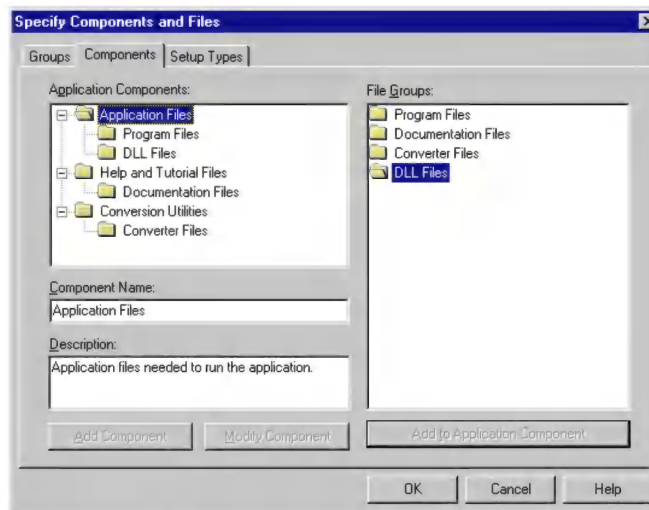 Specify Components and Files
Groups
Components
Setup Types
Application Components:
Application Files
Program Files
DLL Files
Help and Tutorial Files
Documentation Files
Conversion Utilities
Converter Files
Component Name:
Application Files
Description:
Application files needed to run the application.
Add Component
Modify Component
File Groups:
Program Files
Documentation Files
Converter Files
DLL Files
Add to Application Component
OK
Cancel
Help